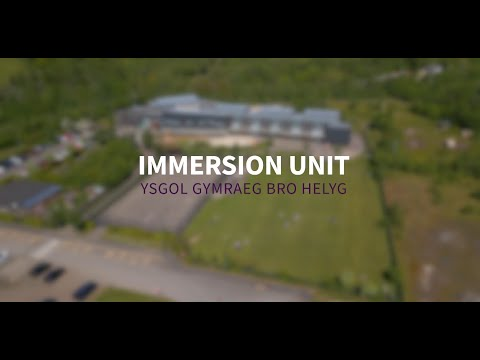 IMMERSION UNIT
YSGOL GYMRAEG BRO HELYG